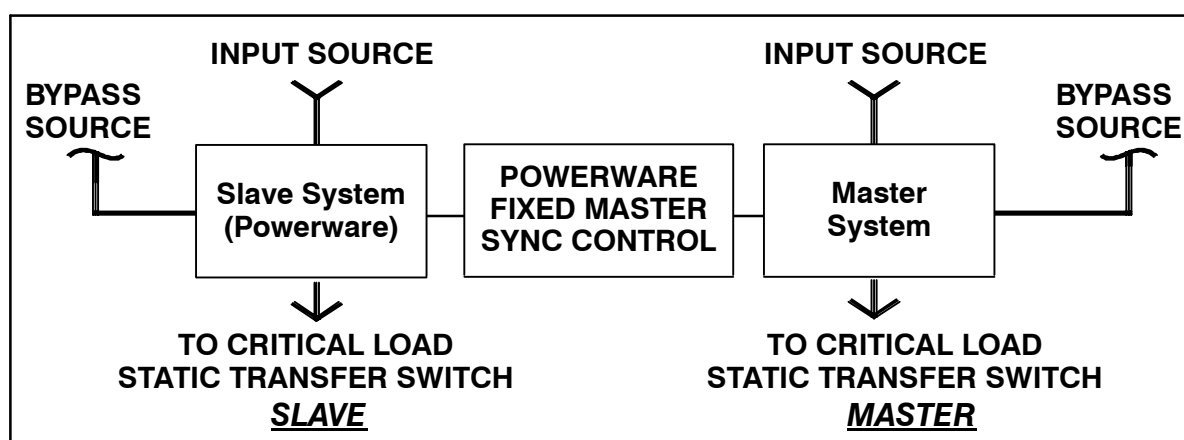 INPUT SOURCE
INPUT SOURCE
BYPASS
SOURCE
BYPASS
SOURCE
Slave System
(Powerware)
POWERWARE
FIXED MASTER
SYNC CONTROL
Master
System
TO CRITICAL LOAD
STATIC TRANSFER SWITCH
SLAVE
TO CRITICAL LOAD
STATIC TRANSFER SWITCH
MASTER